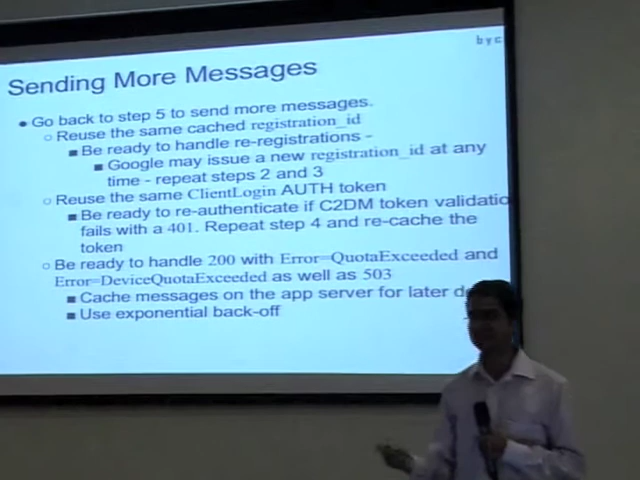 byc
Sending More Messages
● Go back to step 5 to send more messages.
○ Reuse the same cached registration_id
■ Be ready to handle re-registrations -
■ Google may issue a new registration_id at any
time - repeat steps 2 and 3
○ Reuse the same ClientLogin AUTH token
■ Be ready to re-authenticate if C2DM token validatio
fails with a 401. Repeat step 4 and re-cache the
token
○ Be ready to handle 200 with Error=QuotaExceeded and
Error=DeviceQuotaExceeded as well as 503
■ Cache messages on the app server for later
■ Use exponential back-off